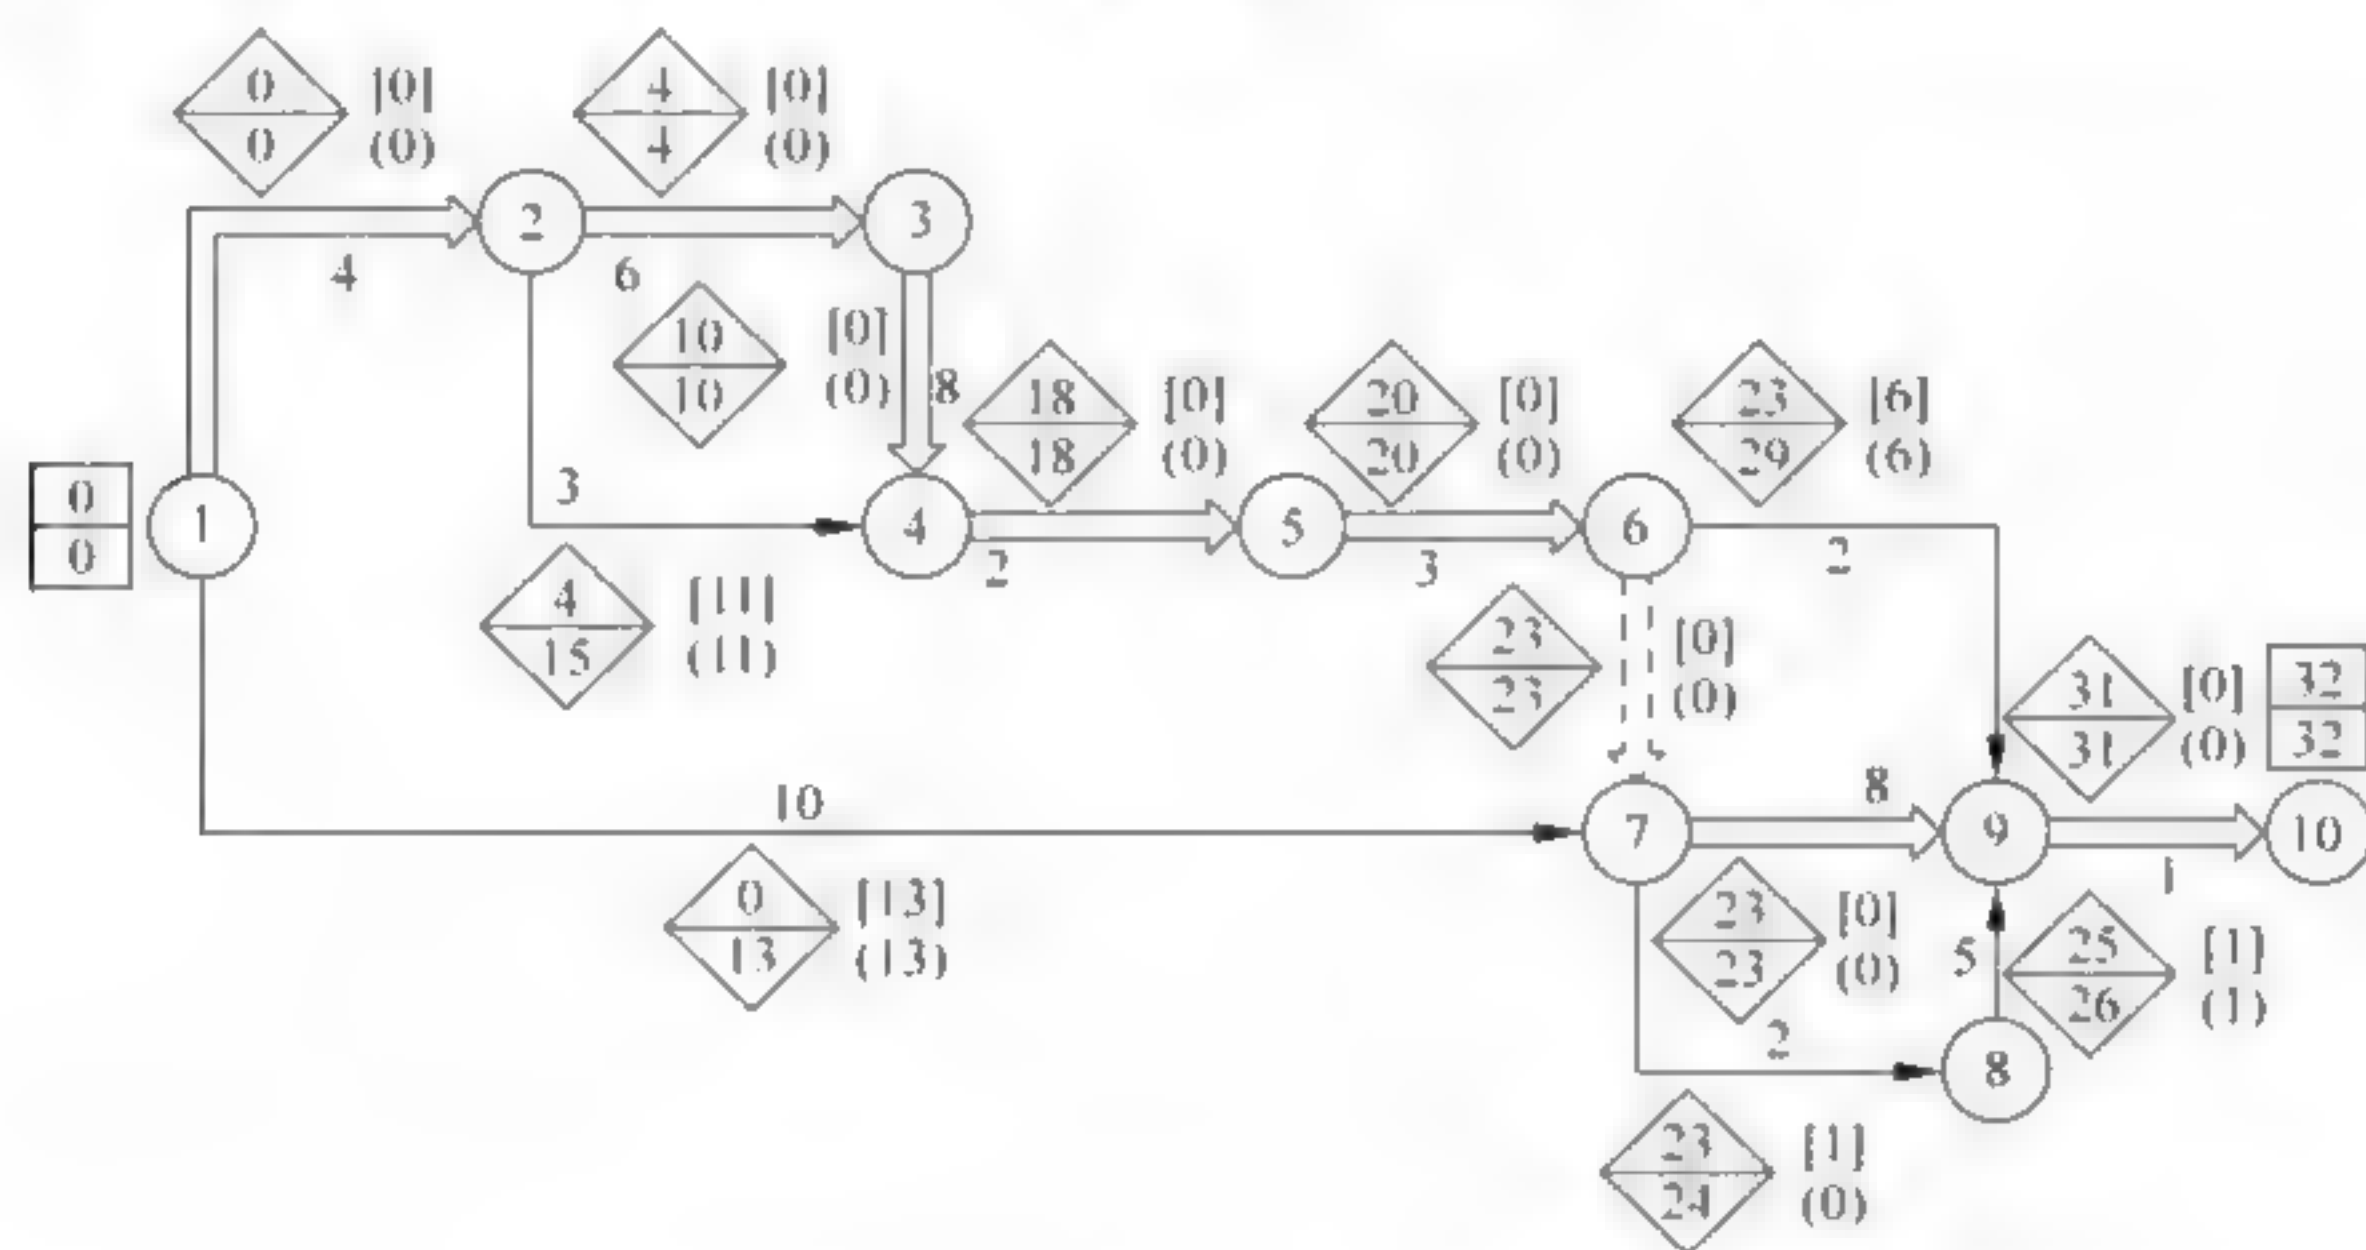 0 [0] 4 [0]
0 (0) 4 (0)
2 3
4 6
10 [0]
10 (0) 8
18 [0] 20 [0] 23 [6]
18 (0) 20 (0) 29 (6)
3
0 1 4 5 6
0 2 3 2
4 [11]
15 (11)
23 [0]
23 (0)
31 [0] 32
31 (0) 32
10 8
7 9 10
1
0 [13] 23 [0]
13 (13) 23 (0)
5 25 [1]
26 (1)
2
8
23 [1]
24 (0)